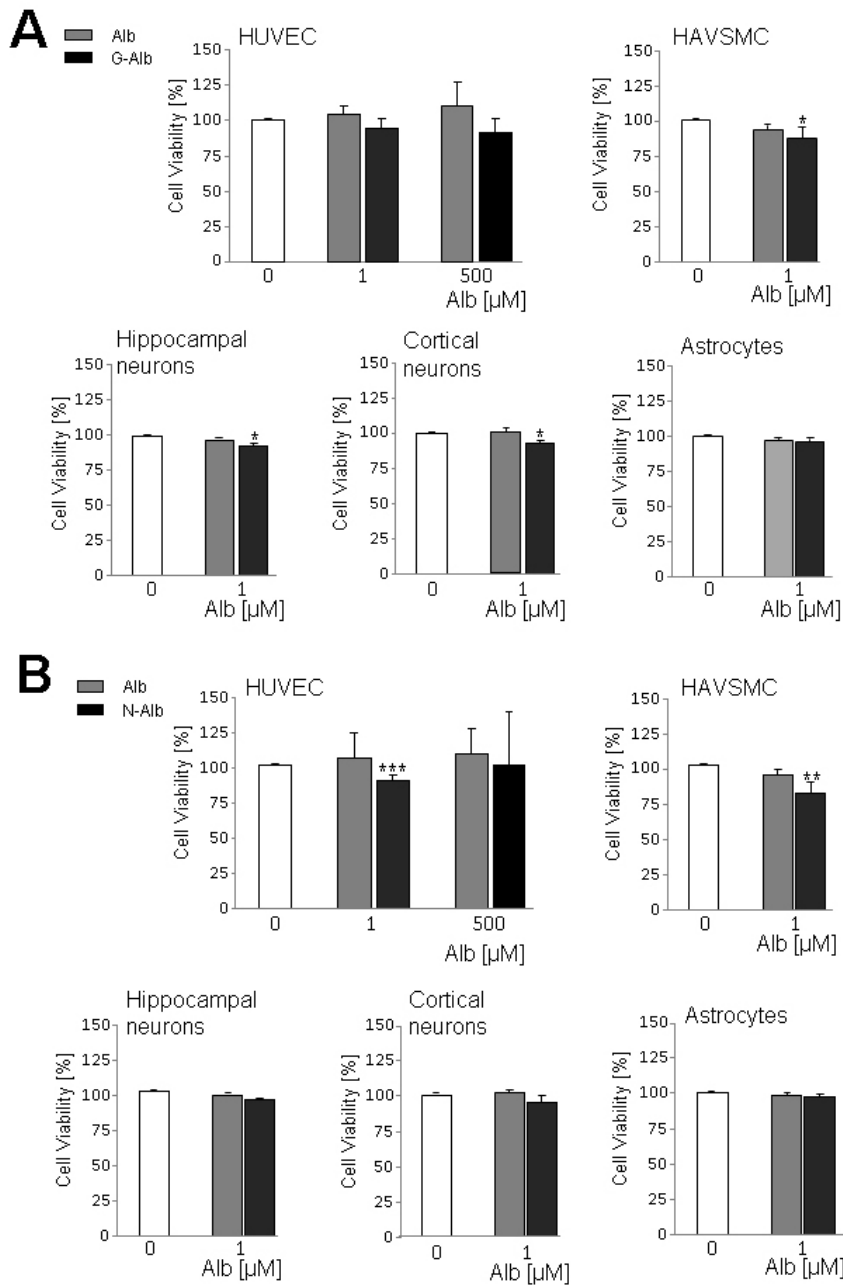 A
Alb
G-Alb
HUVEC
Cell Viability [%]
150
125
100
75
50
25
0
0 1 500
Alb [µM]
HAVSMC
Cell Viability [%]
150
125
100
75
50
25
0
*
0 1
Alb [µM]
Hippocampal
neurons
Cell Viability [%]
150
125
100
75
50
25
0
*
0 1
Alb [µM]
Cortical
neurons
Cell Viability [%]
150
125
100
75
50
25
0
*
0 1
Alb [µM]
Astrocytes
Cell Viability [%]
150
125
100
75
50
25
0
0 1
Alb [µM]
B
Alb
N-Alb
HUVEC
Cell Viability [%]
150
125
100
75
50
25
0
***
0 1 500
Alb [µM]
HAVSMC
Cell Viability [%]
150
125
100
75
50
25
0
**
0 1
Alb [µM]
Hippocampal
neurons
Cell Viability [%]
150
125
100
75
50
25
0
0 1
Alb [µM]
Cortical
neurons
Cell Viability [%]
150
125
100
75
50
25
0
0 1
Alb [µM]
Astrocytes
Cell Viability [%]
150
125
100
75
50
25
0
0 1
Alb [µM]